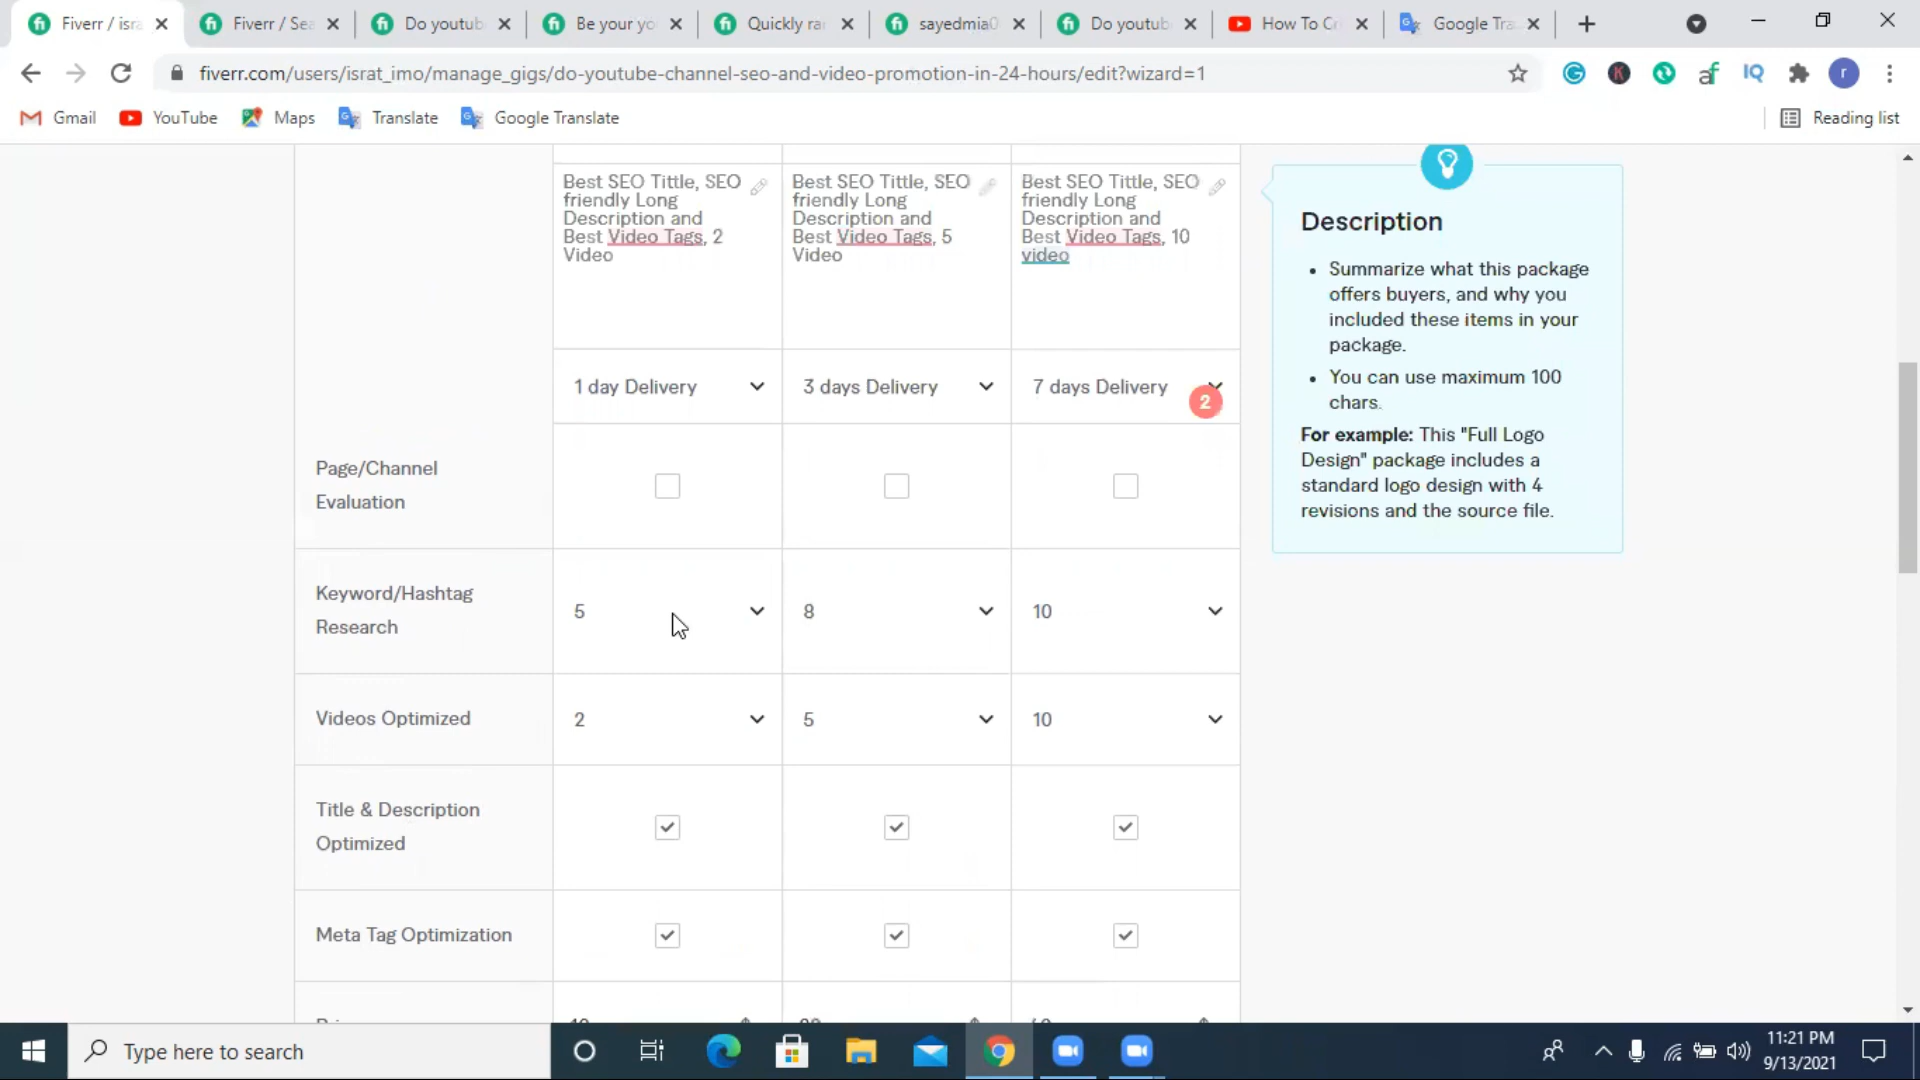 Fiverr / isra
Fiverr / Sea
Do youtub
Be your yo
Quickly ra
sayedmia0
Do youtub
How To Cr
Google Tra
fiverr.com/users/israt_imo/manage_gigs/do-youtube-channel-seo-and-video-promotion-in-24-hours/edit?wizard=1
K
af
IQ
r
Gmail
YouTube
Maps
Translate
Google Translate
Reading list
Best SEO Tittle, SEO
friendly Long
Description and
Best Video Tags, 2
Video
Best SEO Tittle, SEO
friendly Long
Description and
Best Video Tags, 5
Video
Best SEO Tittle, SEO
friendly Long
Description and
Best Video Tags, 10
video
1 day Delivery
3 days Delivery
7 days Delivery
2
Page/Channel
Evaluation
Keyword/Hashtag
Research
5
8
10
Videos Optimized
2
5
10
Title & Description
Optimized
Meta Tag Optimization
Description
• Summarize what this package
offers buyers, and why you
included these items in your
package.
• You can use maximum 100
chars.
For example: This "Full Logo
Design" package includes a
standard logo design with 4
revisions and the source file.
Type here to search
11:21 PM
9/13/2021